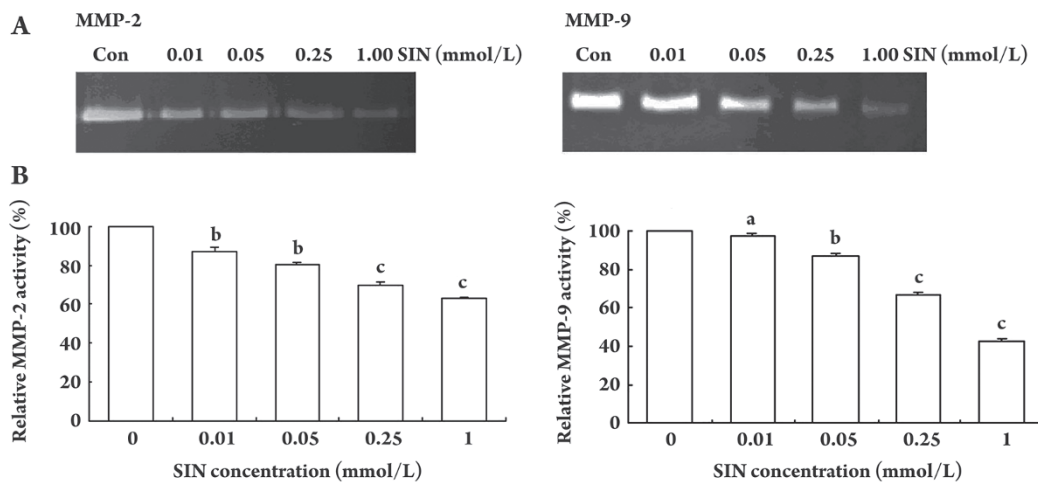 A
MMP-2
Con 0.01 0.05 0.25 1.00 SIN (mmol/L)
MMP-9
Con 0.01 0.05 0.25 1.00 SIN (mmol/L)
B
Relative MMP-2 activity (%)
100
80
60
40
20
0
b
b
c
c
0 0.01 0.05 0.25 1
SIN concentration (mmol/L)
Relative MMP-9 activity (%)
100
80
60
40
20
0
a
b
c
c
0 0.01 0.05 0.25 1
SIN concentration (mmol/L)